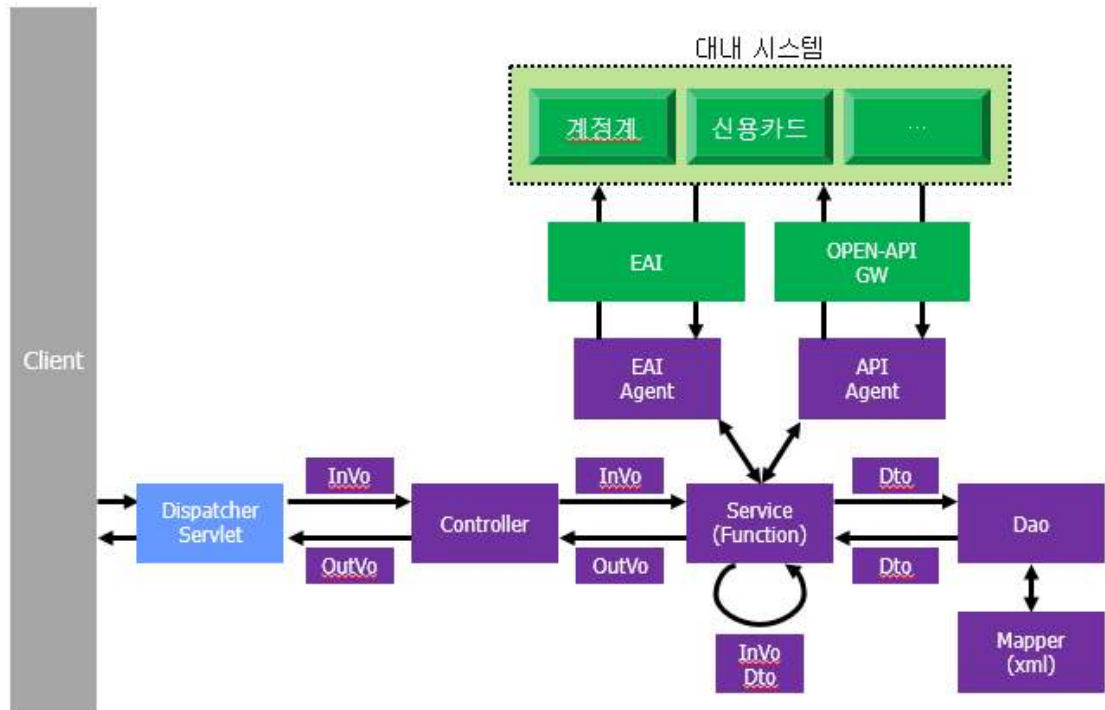 대내 시스템
계정계
신용카드
...
EAI
OPEN-API
GW
Client
EAI
Agent
API
Agent
InVo
InVo
Dto
Dispatcher
Servlet
Controller
Service
(Function)
Dao
OutVo
OutVo
Dto
InVo
Dto
Mapper
(xml)